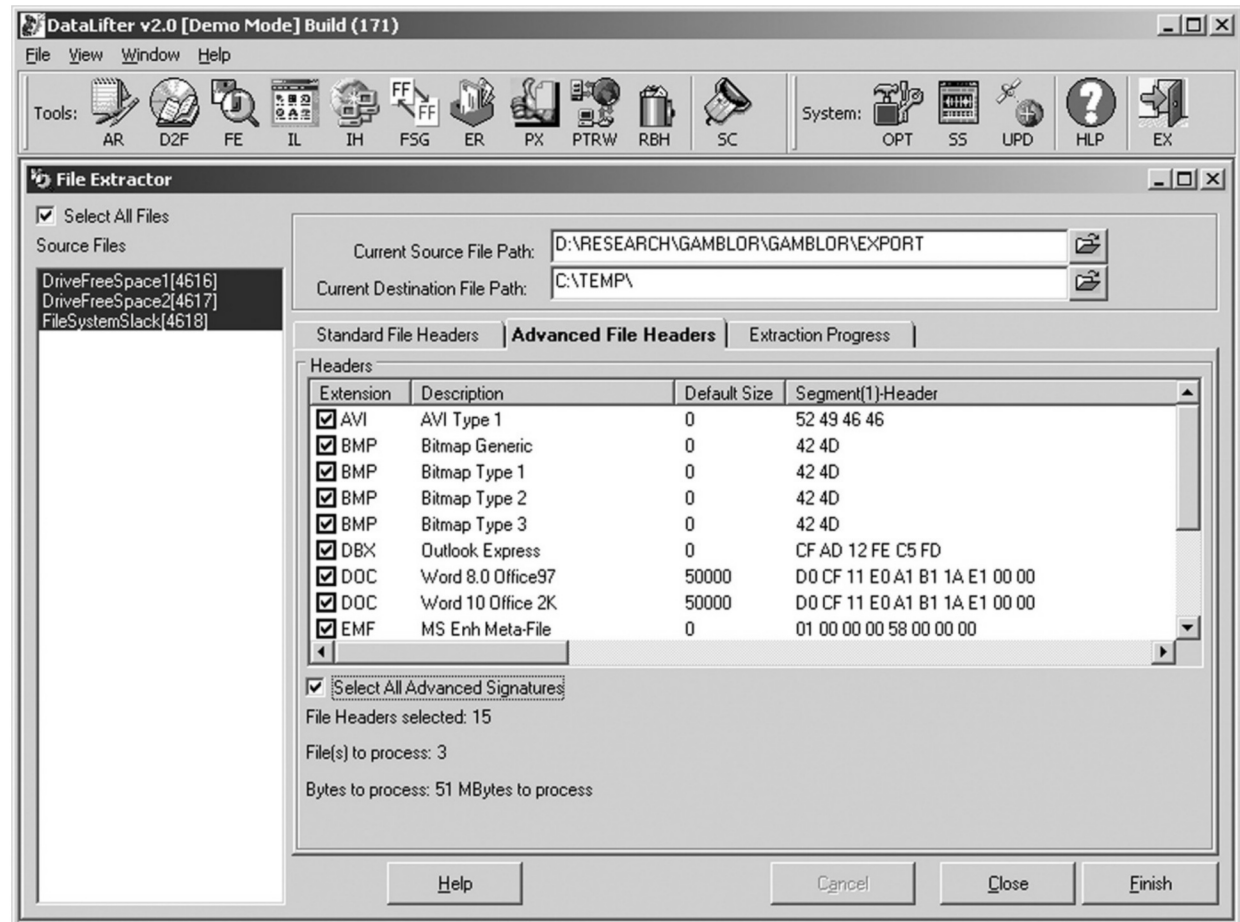 DataLifter v2.0 [Demo Mode] Build (171)
File View Window Help
Tools: AR D2F FE IL IH FSG ER PX PTRW RBH SC System: OPT SS UPD HLP EX
FF
FF
File Extractor
Select All Files
Source Files
DriveFreeSpace1[4616]
DriveFreeSpace2[4617]
FileSystemSlack[4618]
Current Source File Path: D:\RESEARCH\GAMBLOR\GAMBLOR\EXPORT
Current Destination File Path: C:\TEMP\
Standard File Headers Advanced File Headers Extraction Progress
Headers
Extension Description Default Size Segment(1)-Header
AVI AVI Type 1 0 52 49 46 46
BMP Bitmap Generic 0 42 4D
BMP Bitmap Type 1 0 42 4D
BMP Bitmap Type 2 0 42 4D
BMP Bitmap Type 3 0 42 4D
DBX Outlook Express 0 CF AD 12 FE C5 FD
DOC Word 8.0 Office97 50000 D0 CF 11 E0 A1 B1 1A E1 00 00
DOC Word 10 Office 2K 50000 D0 CF 11 E0 A1 B1 1A E1 00 00
EMF MS Enh Meta-File 0 01 00 00 00 58 00 00 00
Select All Advanced Signatures
File Headers selected: 15
File(s) to process: 3
Bytes to process: 51 MBytes to process
Help Cancel Close Finish